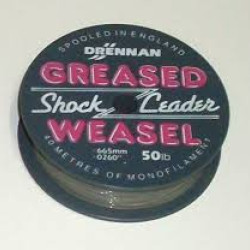 SPOOLED IN ENGLAND
DRENNAN
GREASED
Shock Leader
WEASEL
.665mm
.0260"
50lb
40 METRES OF MONOFILAMENT